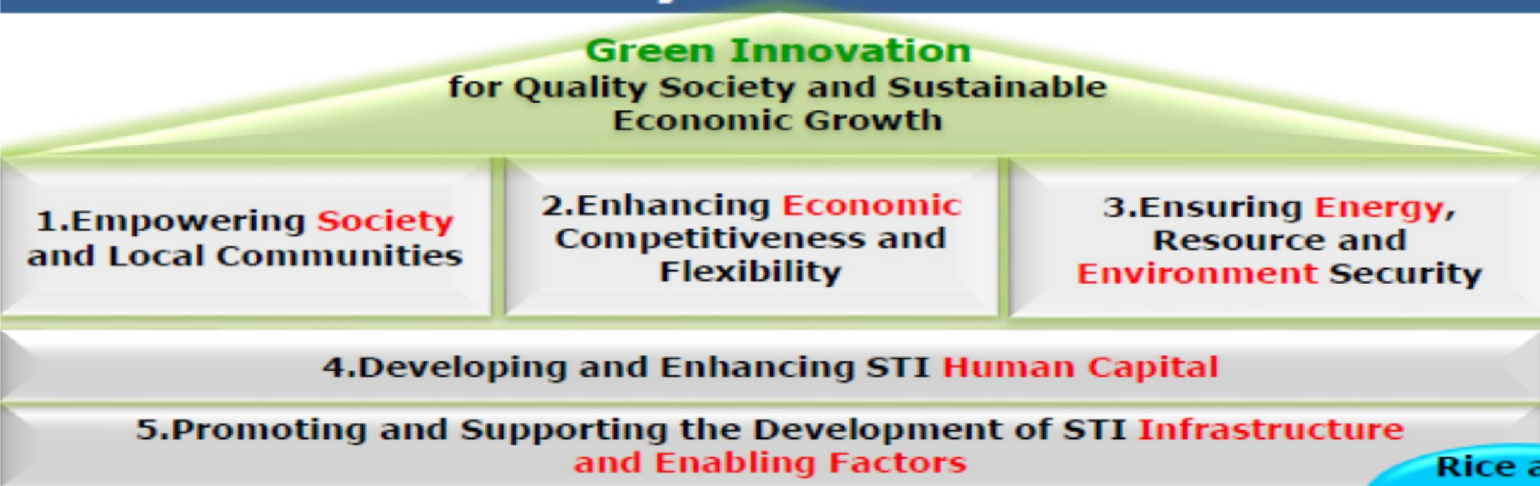 Green Innovation
for Quality Society and Sustainable
Economic Growth
1.Empowering Society
and Local Communities
2.Enhancing Economic
Competitiveness and
Flexibility
3.Ensuring Energy,
Resource and
Environment Security
4.Developing and Enhancing STI Human Capital
5.Promoting and Supporting the Development of STI Infrastructure
and Enabling Factors
Rice